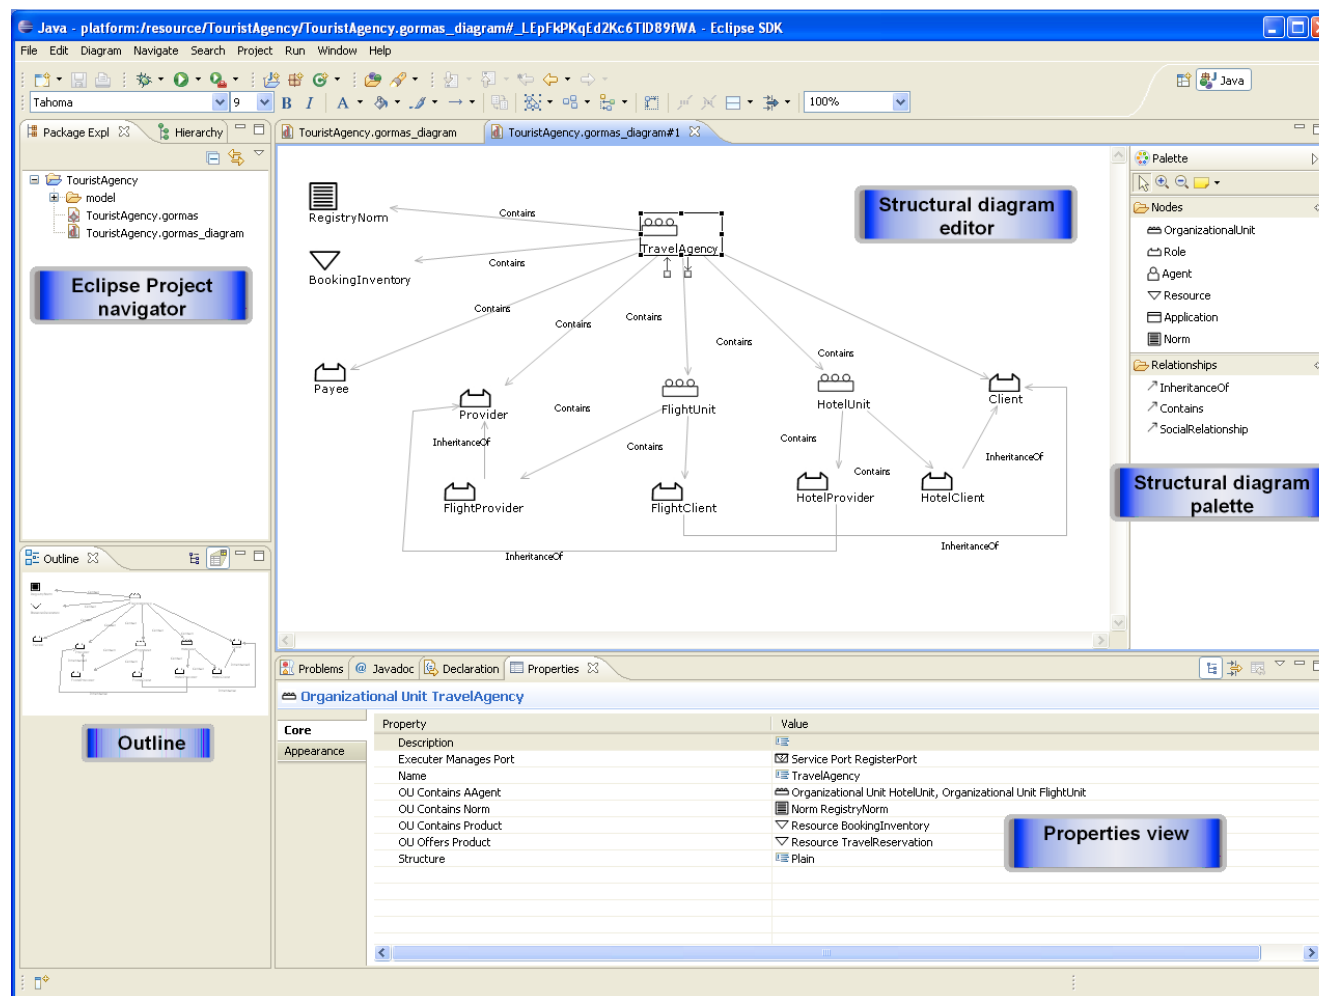 Java - platform:/resource/TouristAgency/TouristAgency.gormas_diagram#_LEpFkPKqEd2Kc6TlD89fWA - Eclipse SDK
File Edit Diagram Navigate Search Project Run Window Help
Java
Tahoma 9 B I A 100%
Package Expl Hierarchy
TouristAgency.gormas_diagram TouristAgency.gormas_diagram#1
TouristAgency
model
TouristAgency.gormas
TouristAgency.gormas_diagram
Eclipse Project
navigator
RegistryNorm
Contains
TravelAgency
BookingInventory
Contains
Structural diagram
editor
Contains
Contains
Contains
Contains
Contains
Payee
Provider
Contains
FlightUnit
HotelUnit
Client
InheritanceOf
Contains
Contains
Contains
InheritanceOf
FlightProvider
FlightClient
HotelProvider
HotelClient
InheritanceOf
InheritanceOf
Palette
Nodes
OrganizationalUnit
Role
Agent
Resource
Application
Norm
Relationships
InheritanceOf
Contains
SocialRelationship
Structural diagram
palette
Outline
Outline
Problems @ Javadoc Declaration Properties
Organizational Unit TravelAgency
Core
Appearance
Property Value
Description
Executer Manages Port Service Port RegisterPort
Name TravelAgency
OU Contains AAgent Organizational Unit HotelUnit, Organizational Unit FlightUnit
OU Contains Norm Norm RegistryNorm
OU Contains Product Resource BookingInventory
OU Offers Product Resource TravelReservation
Structure Plain
Properties view